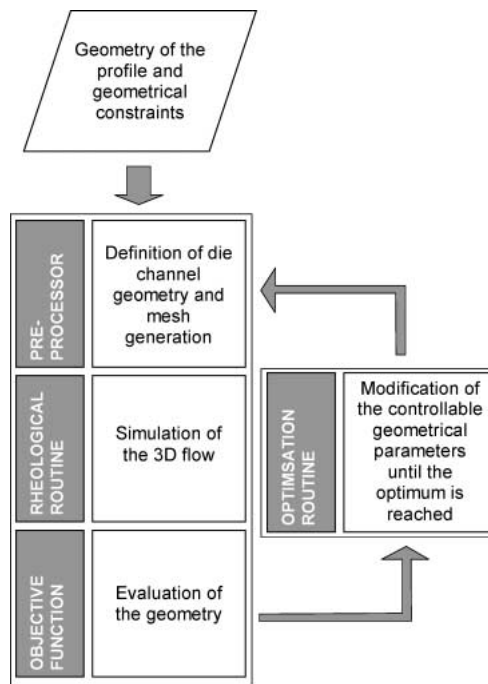 Geometry of the
profile and
geometrical
constraints
PRE-
PROCESSOR
Definition of die
channel
geometry and
mesh
generation
RHEOLOGICAL
ROUTINE
Simulation of
the 3D flow
OBJECTIVE
FUNCTION
Evaluation of
the geometry
OPTIMSATION
ROUTINE
Modification of
the controllable
geometrical
parameters
until the
optimum is
reached